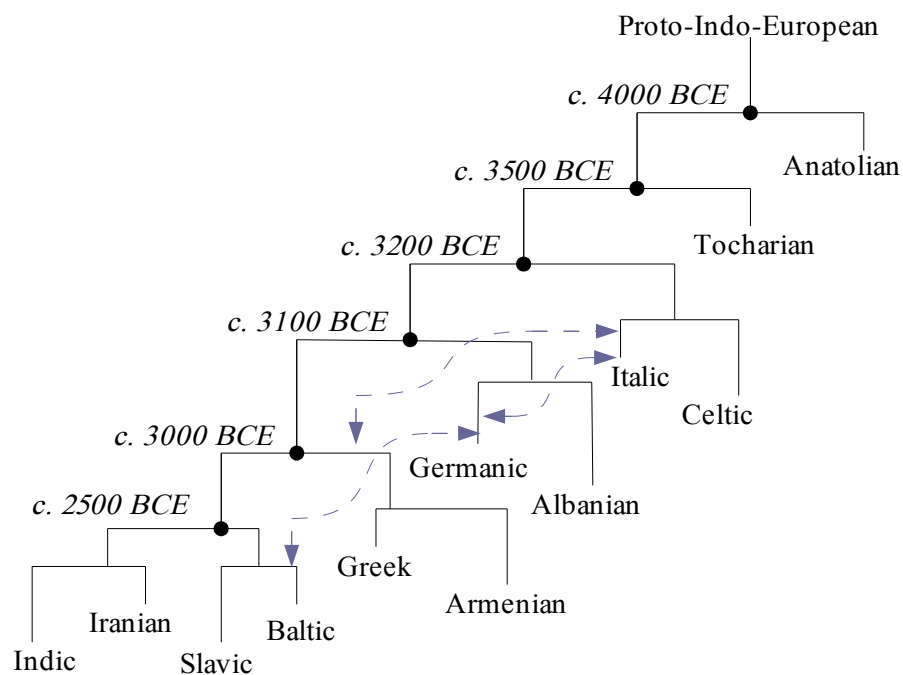 Proto-Indo-European
c. 4000 BCE
Anatolian
c. 3500 BCE
Tocharian
c. 3200 BCE
c. 3100 BCE
Italic
Celtic
c. 3000 BCE
Germanic
Albanian
c. 2500 BCE
Greek
Armenian
Iranian
Baltic
Indic
Slavic